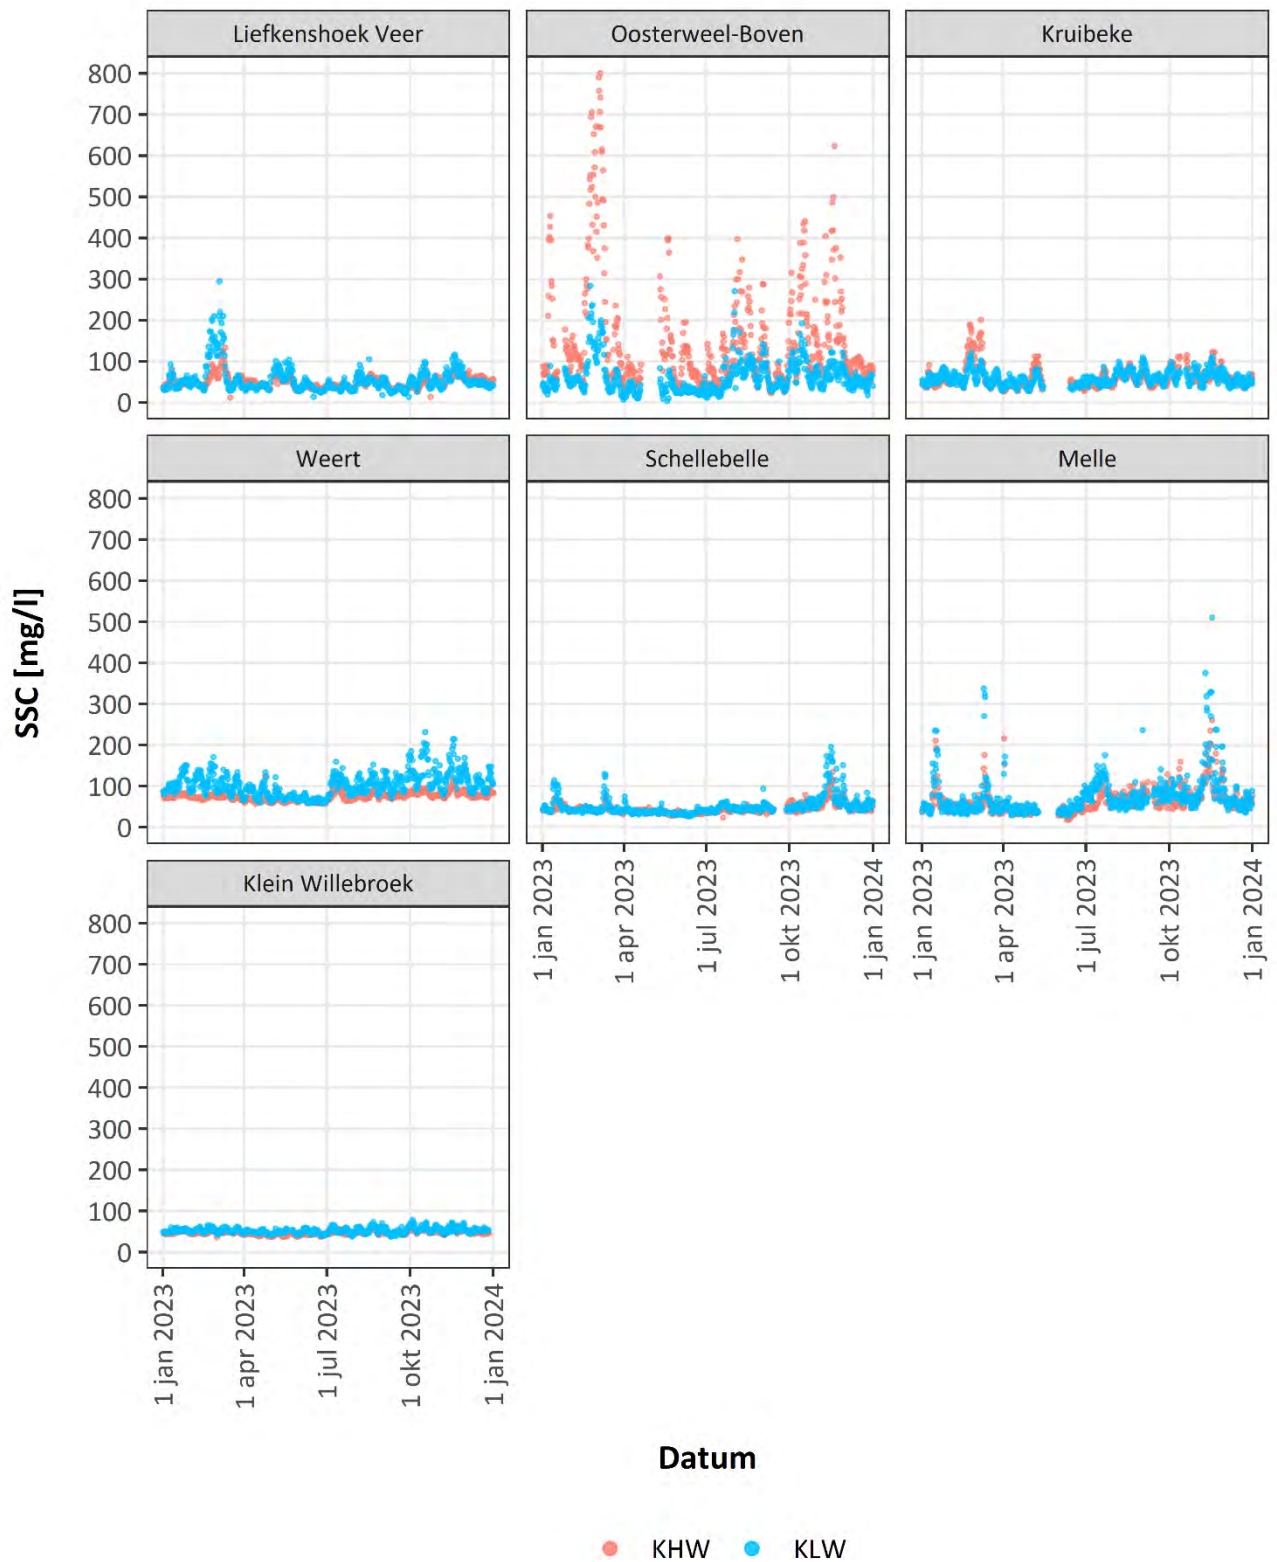 Liefkenshoek Veer
Oosterweel-Boven
Kruibeke
800
700
600
500
400
300
200
100
0
Weert
Schellebelle
Melle
800
700
600
500
400
300
200
100
0
SSC [mg/l]
1 jan 2023
1 apr 2023
1 jul 2023
1 okt 2023
1 jan 2024
1 jan 2023
1 apr 2023
1 jul 2023
1 okt 2023
1 jan 2024
Klein Willebroek
800
700
600
500
400
300
200
100
0
1 jan 2023
1 apr 2023
1 jul 2023
1 okt 2023
1 jan 2024
Datum
KHW KLW